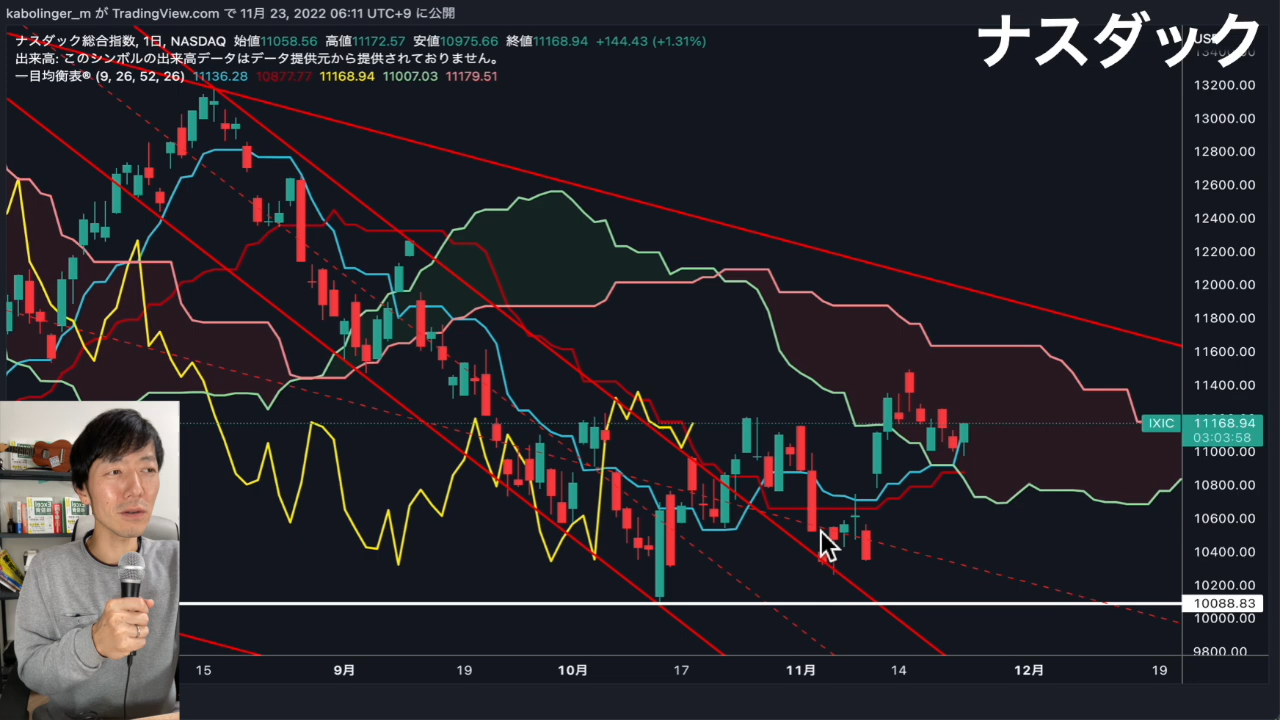 kabolinger_m が TradingView.com で 11月 23, 2022 06:11 UTC+9 に公開
ナスダック
ナスダック総合指数, 1日, NASDAQ 始値11058.56 高値11172.57 安値10975.66 終値11168.94 +144.43 (+1.31%)
出来高: このシンボルの出来高データはデータ提供元から提供されておりません。
一目均衡表® (9, 26, 52, 26) 11136.28 10877.77 11168.94 11007.03 11179.51
13200.00
13000.00
12800.00
12600.00
12400.00
12200.00
12000.00
11800.00
11600.00
11400.00
IXIC 11168.94
03:03:58
11000.00
10800.00
10600.00
10400.00
10200.00
10088.83
10000.00
9800.00
15 9月 19 10月 17 11月 14 12月 19